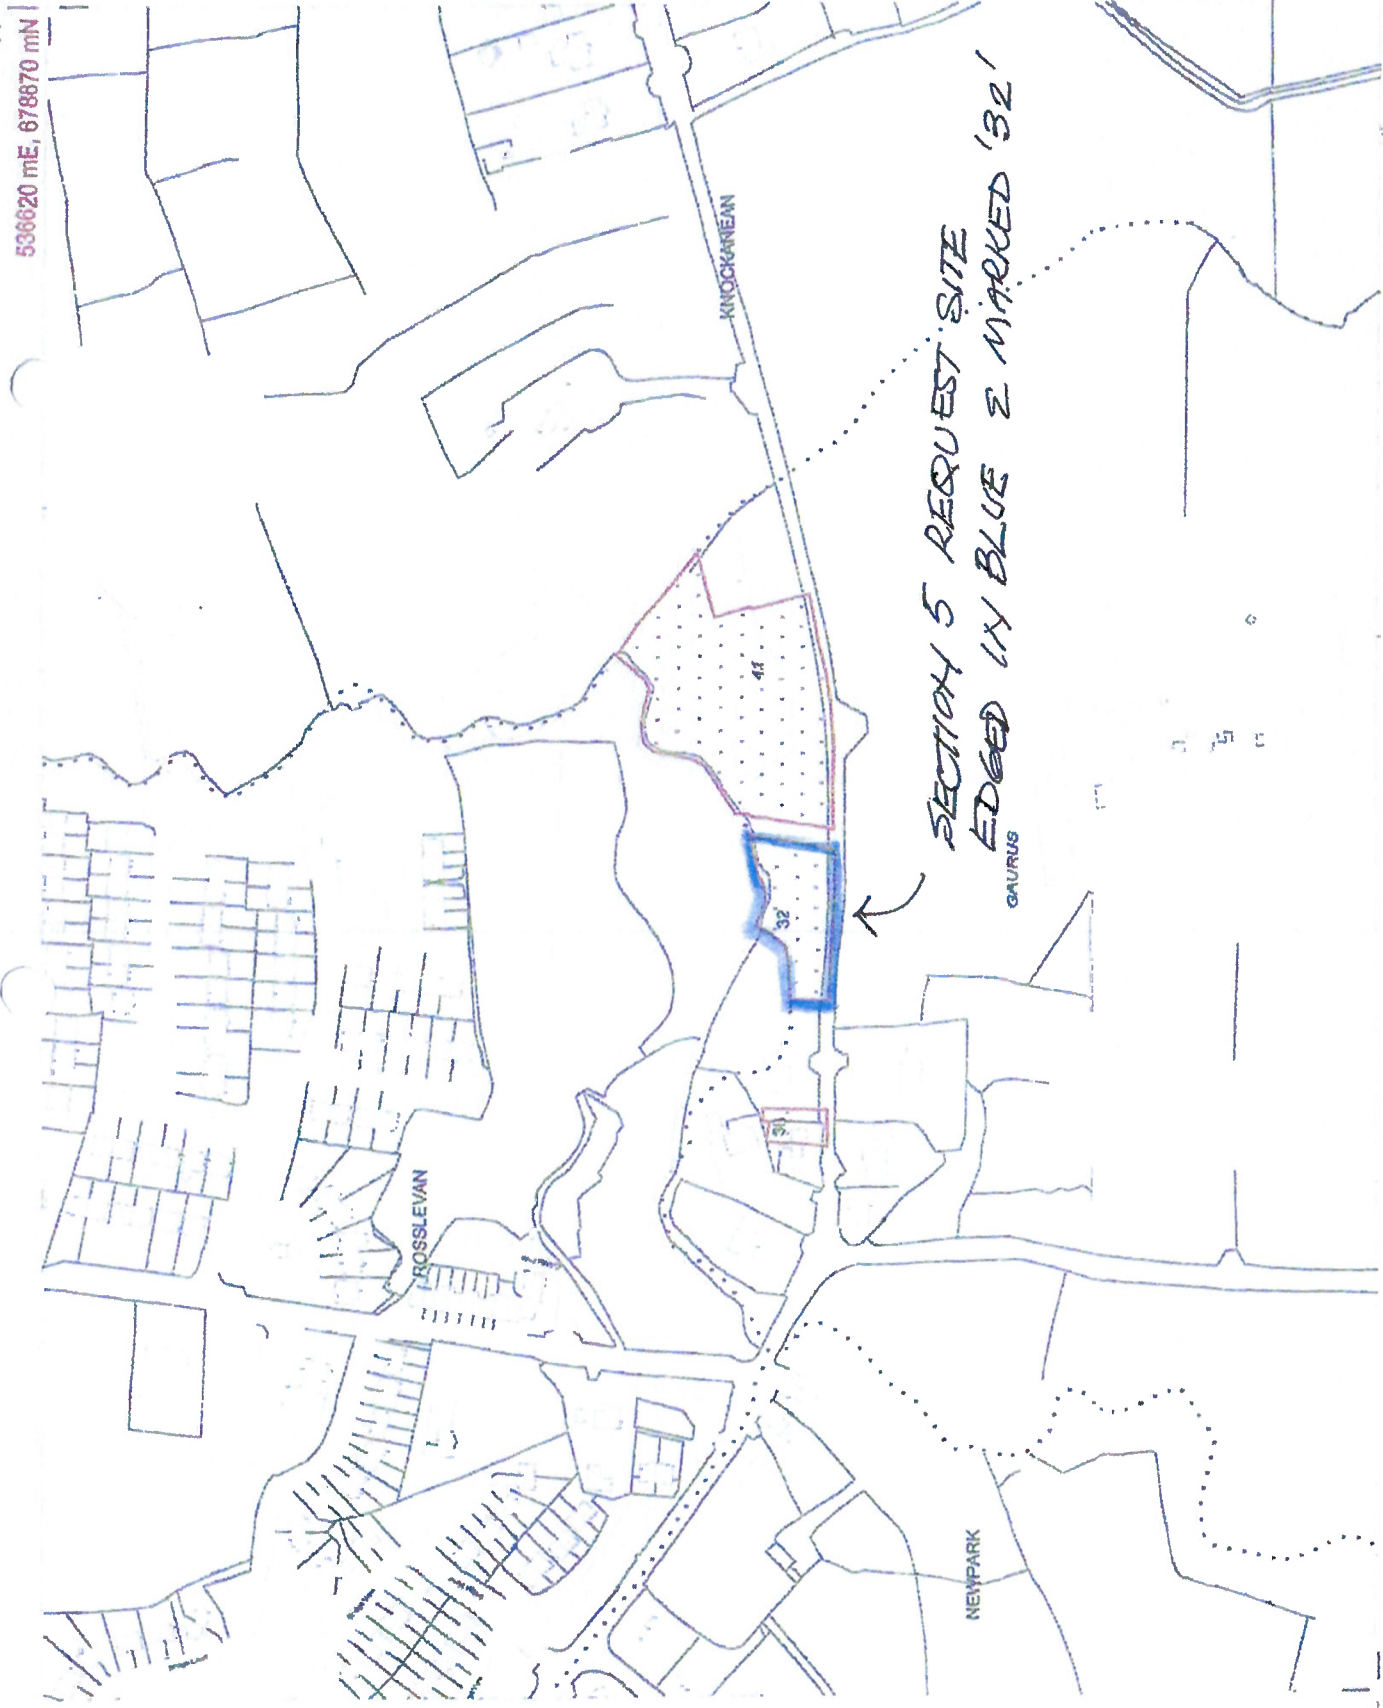 536620 mE, 678870 mN
KNOCKANEAN
41
SECTION 5 REQUEST SITE
EDGED IN BLUE & MARKED '32'
GAURUS
32
30
ROSSLEVAN
NEWPARK